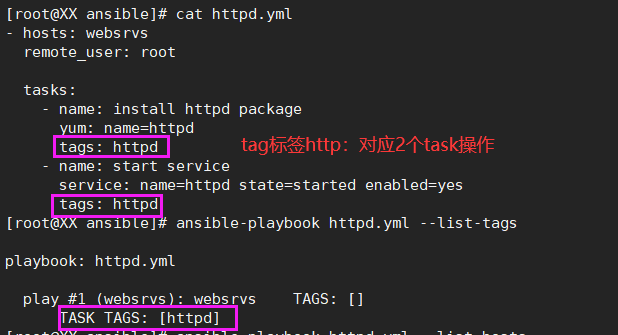 [root@XX ansible]# cat httpd.yml
- hosts: websrvs
  remote_user: root

  tasks:
    - name: install httpd package
      yum: name=httpd
      tags: httpd
tag标签http：对应2个task操作
    - name: start service
      service: name=httpd state=started enabled=yes
      tags: httpd
[root@XX ansible]# ansible-playbook httpd.yml --list-tags

playbook: httpd.yml

  play #1 (websrvs): websrvs    TAGS: []
      TASK TAGS: [httpd]